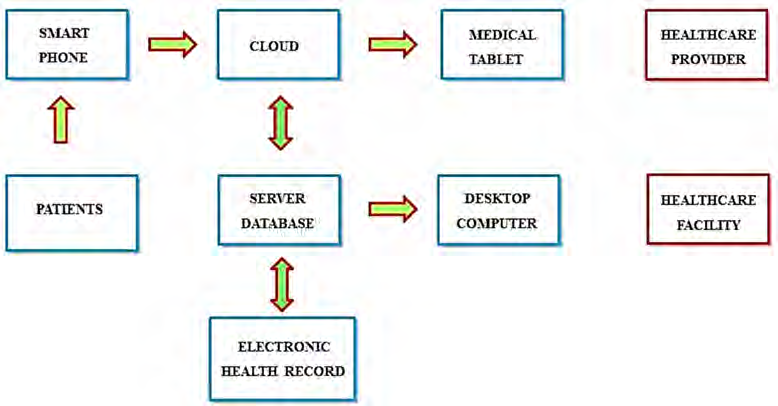 SMART
PHONE
CLOUD
MEDICAL
TABLET
HEALTHCARE
PROVIDER
PATIENTS
SERVER
DATABASE
DESKTOP
COMPUTER
HEALTHCARE
FACILITY
ELECTRONIC
HEALTH RECORD